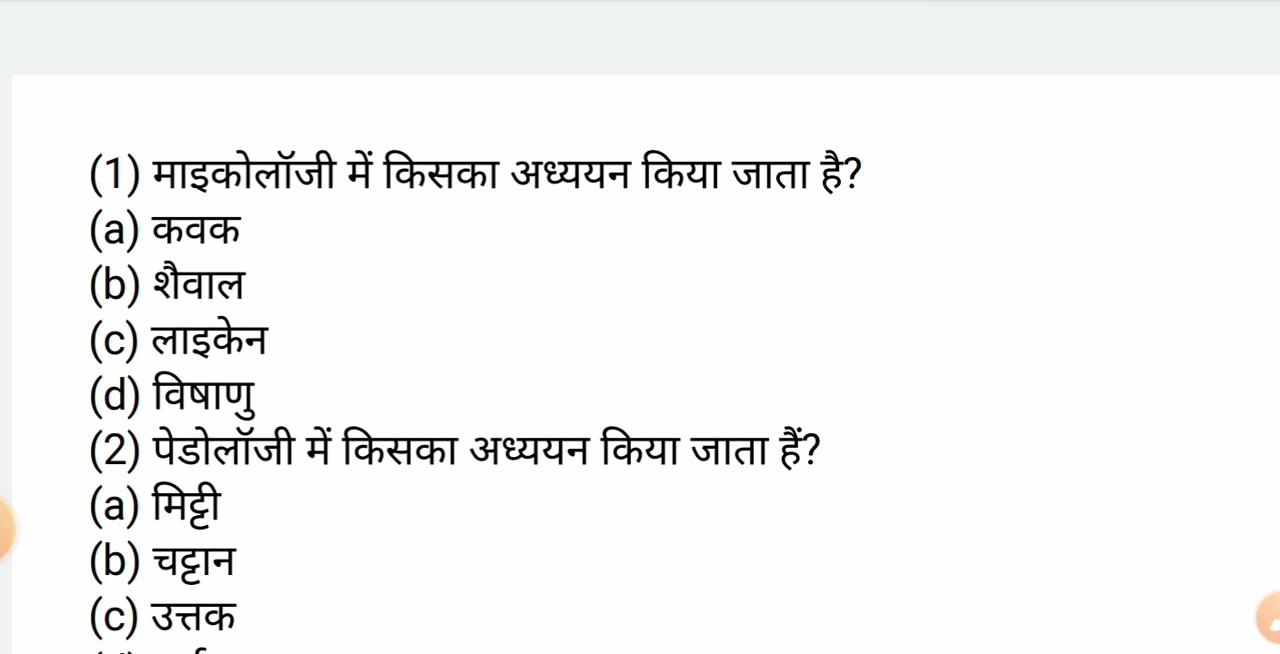 (1) माइकोलॉजी में किसका अध्ययन किया जाता है?
(a) कवक
(b) शैवाल
(c) लाइकेन
(d) विषाणु
(2) पेडोलॉजी में किसका अध्ययन किया जाता हैं?
(a) मिट्टी
(b) चट्टान
(c) उत्तक